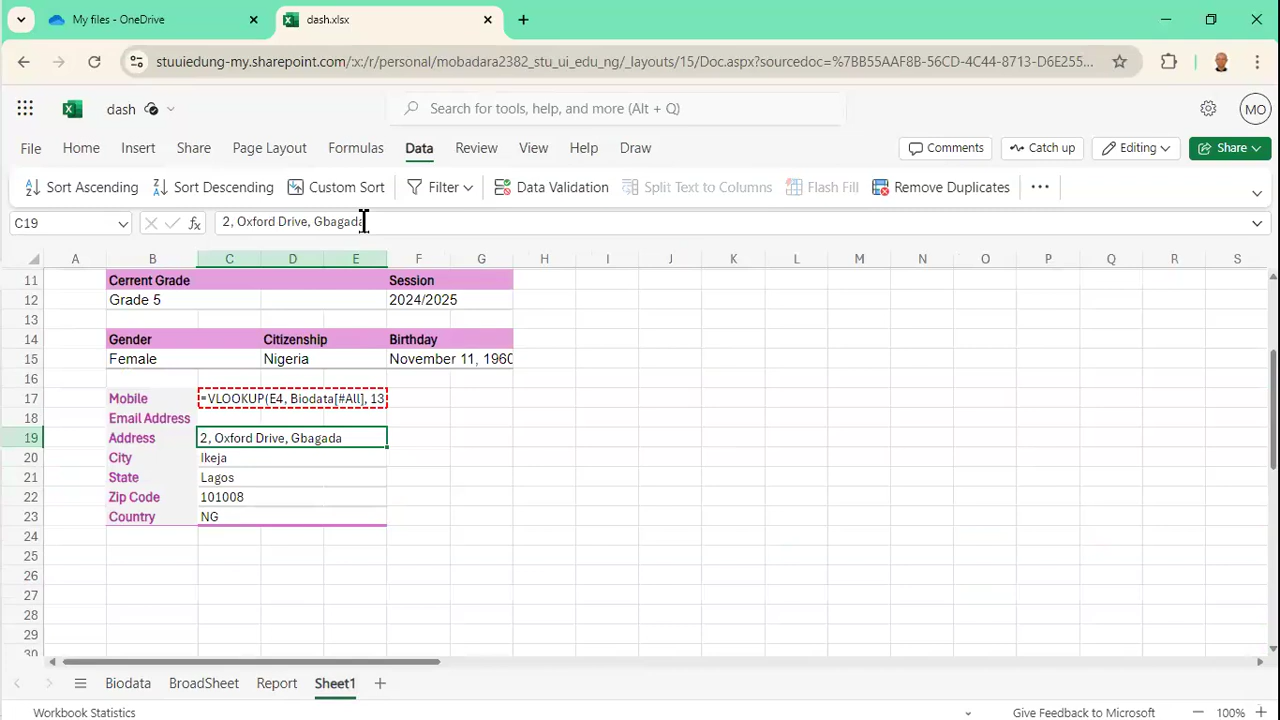 My files - OneDrive
dash.xlsx
stuuiedung-my.sharepoint.com/:x:/r/personal/mobidara2382_stu_ui_edu_ng/_layouts/15/Doc.aspx?sourcedoc=%7BB55AAF8B-56CD-4C44-8713-D6E255...
dash
Search for tools, help, and more (Alt + Q)
MO
File Home Insert Share Page Layout Formulas Data Review View Help Draw Comments Catch up Editing Share
Sort Ascending Sort Descending Custom Sort Filter Data Validation Split Text to Columns Flash Fill Remove Duplicates ...
C19 fx 2, Oxford Drive, Gbagada
A B C D E F G H I J K L M N O P Q R S
11 Cerrent Grade Session
12 Grade 5 2024/2025
13
14 Gender Citizenship Birthday
15 Female Nigeria November 11, 1960
16
17 Mobile =VLOOKUP(E4, Biodata[#All], 13
18 Email Address
19 Address 2, Oxford Drive, Gbagada
20 City Ikeja
21 State Lagos
22 Zip Code 101008
23 Country NG
24
25
26
27
28
29
30
Biodata BroadSheet Report Sheet1
Workbook Statistics Give Feedback to Microsoft 100%